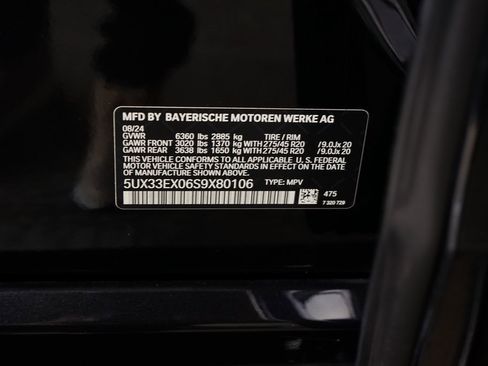 MFD BY BAYERISCHE MOTOREN WERKE AG
08/24
GVWR 6360 lbs 2885 kg TIRE / RIM
GAWR FRONT 3020 lbs 1370 kg 275/45 R20 /9.0Jx 20
GAWR REAR 3638 lbs 1650 kg 275/45 R20 /9.0Jx 20
THIS VEHICLE CONFORMS TO ALL APPLICABLE U. S. FEDERAL
MOTOR VEHICLE SAFETY STANDARDS IN EFFECT ON THE DATE OF
MANUFACTURE SHOWN ABOVE.
5UX33EX06S9X80106 TYPE: MPV
475
7 320 729